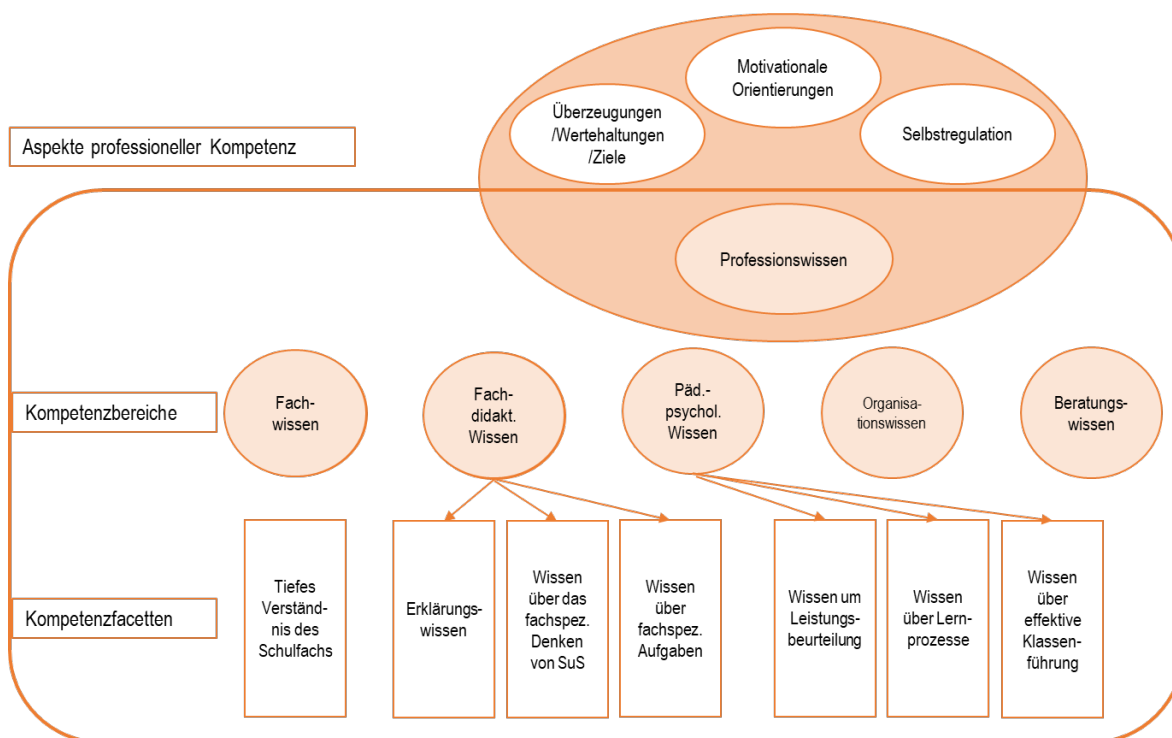 Motivationale
Orientierungen
Überzeugungen
/Wertehaltungen
/Ziele
Selbstregulation
Aspekte professioneller Kompetenz
Professionswissen
Kompetenzbereiche
Fach-
wissen
Fach-
didakt.
Wissen
Päd.-
psychol.
Wissen
Organisa-
tionswissen
Beratungs-
wissen
Kompetenzfacetten
Tiefes
Verständ-
nis des
Schulfachs
Erklärungs-
wissen
Wissen
über das
fachspez.
Denken
von SuS
Wissen
über
fachspez.
Aufgaben
Wissen um
Leistungs-
beurteilung
Wissen
über Lern-
prozesse
Wissen
über
effektive
Klassen-
führung